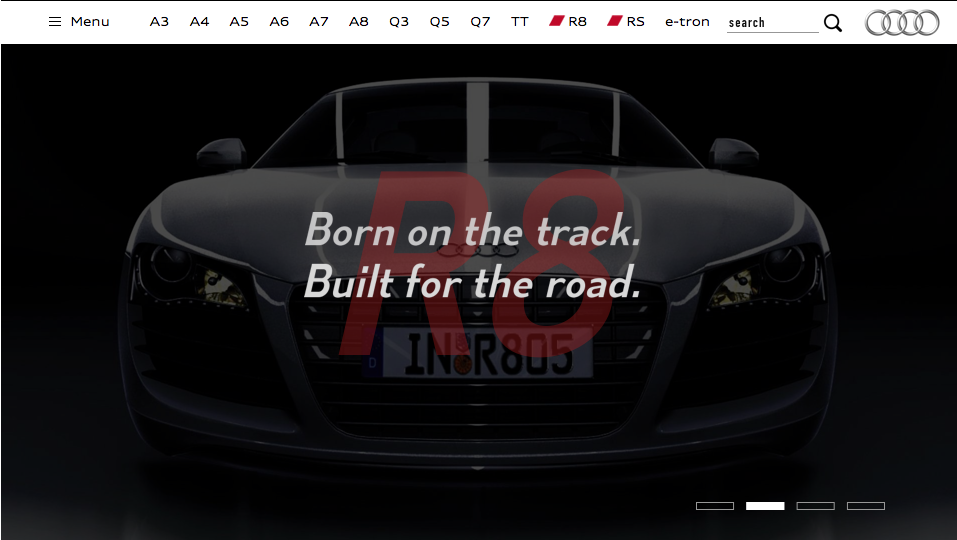 Menu A3 A4 A5 A6 A7 A8 Q3 Q5 Q7 TT R8 RS e-tron search
R8
Born on the track.
Built for the road.
D IN R805